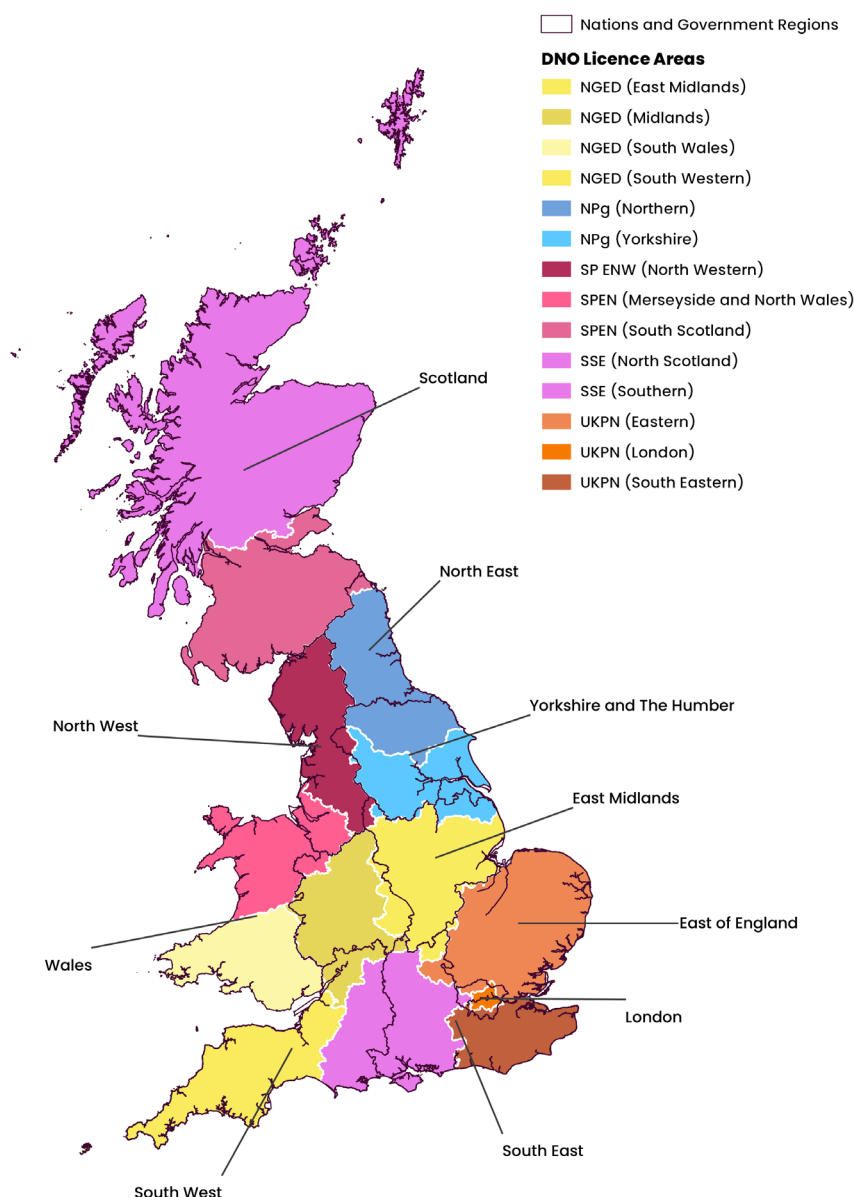 Nations and Government Regions
DNO Licence Areas
NGED (East Midlands)
NGED (Midlands)
NGED (South Wales)
NGED (South Western)
NPg (Northern)
NPg (Yorkshire)
SP ENW (North Western)
SPEN (Merseyside and North Wales)
SPEN (South Scotland)
SSE (North Scotland)
SSE (Southern)
UKPN (Eastern)
UKPN (London)
UKPN (South Eastern)
Scotland
North East
Yorkshire and The Humber
North West
East Midlands
East of England
Wales
London
South East
South West